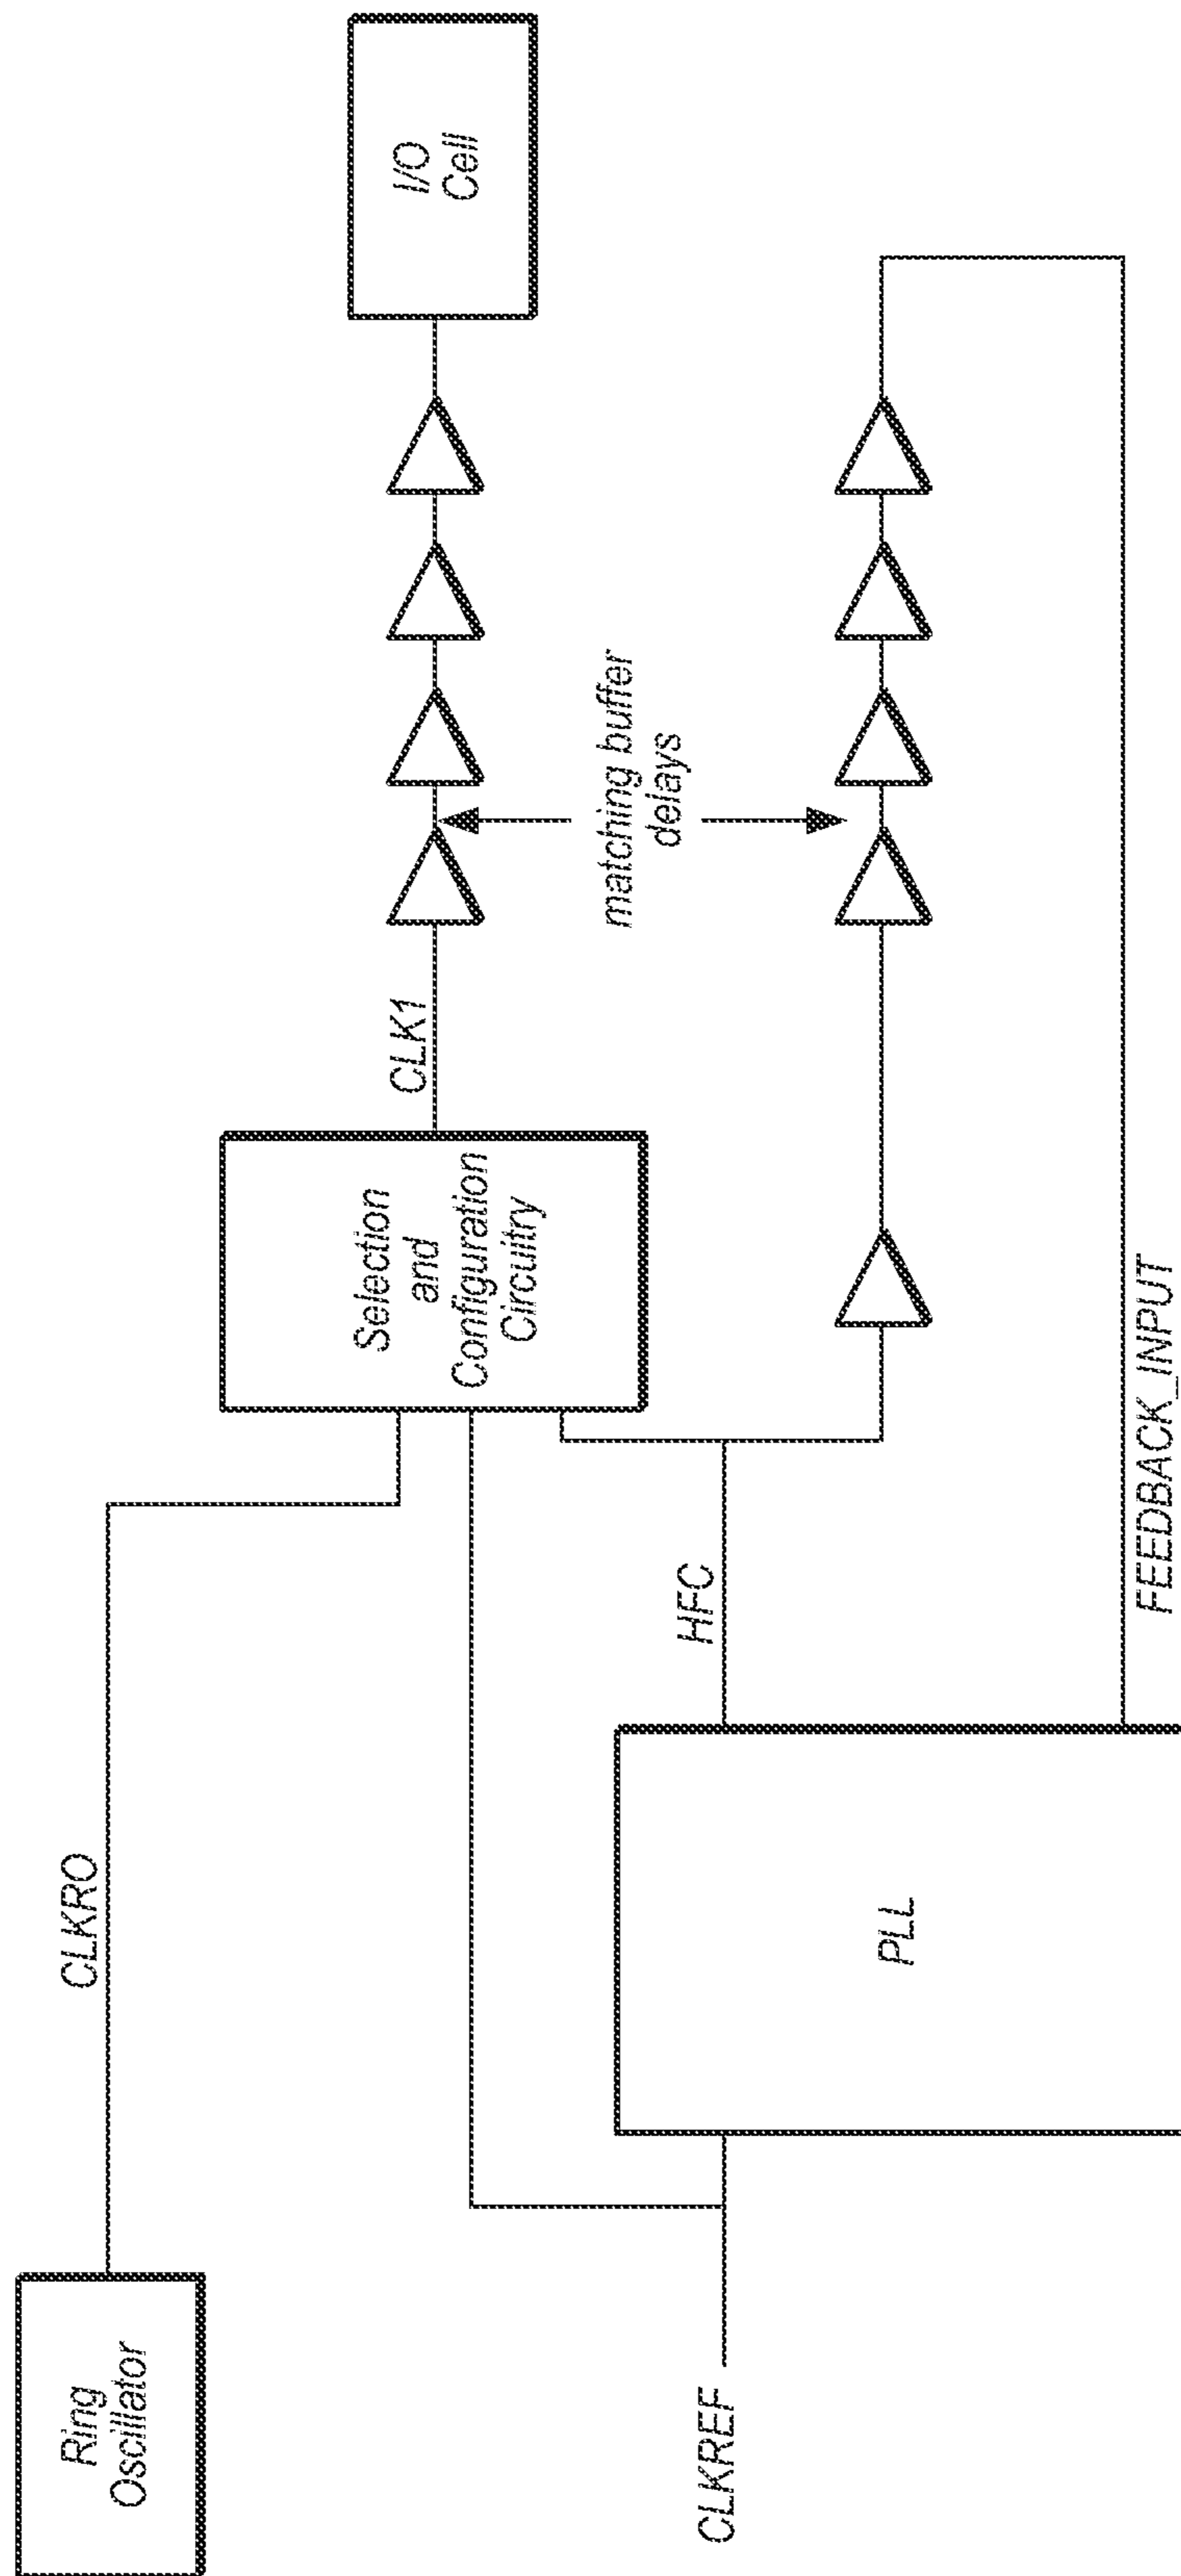 Ring
Oscillator
CLKRO
CLKREF
PLL
HFC
FEEDBACK_INPUT
Selection
and
Configuration
Circuitry
CLK1
matching buffer
delays
I/O
Cell